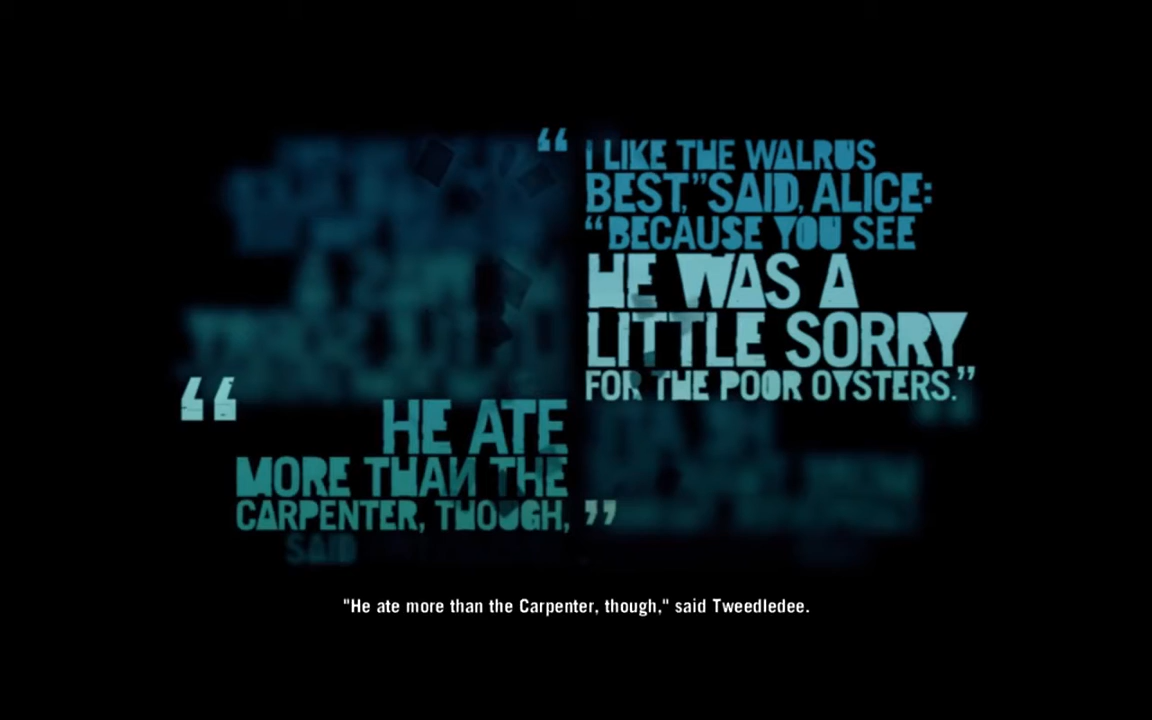 “I LIKE THE WALRUS
BEST,” SAID, ALICE:
“BECAUSE YOU SEE
HE WAS A
LITTLE SORRY
FOR THE POOR OYSTERS.”
“HE ATE
MORE THAN THE
CARPENTER, THOUGH,”
SAID
"He ate more than the Carpenter, though," said Tweedledee.